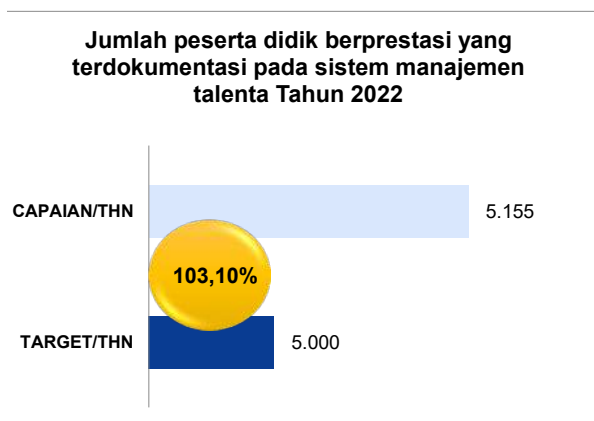 Jumlah peserta didik berprestasi yang
terdokumentasi pada sistem manajemen
talenta Tahun 2022
CAPAIAN/THN
5.155
103,10%
TARGET/THN
5.000